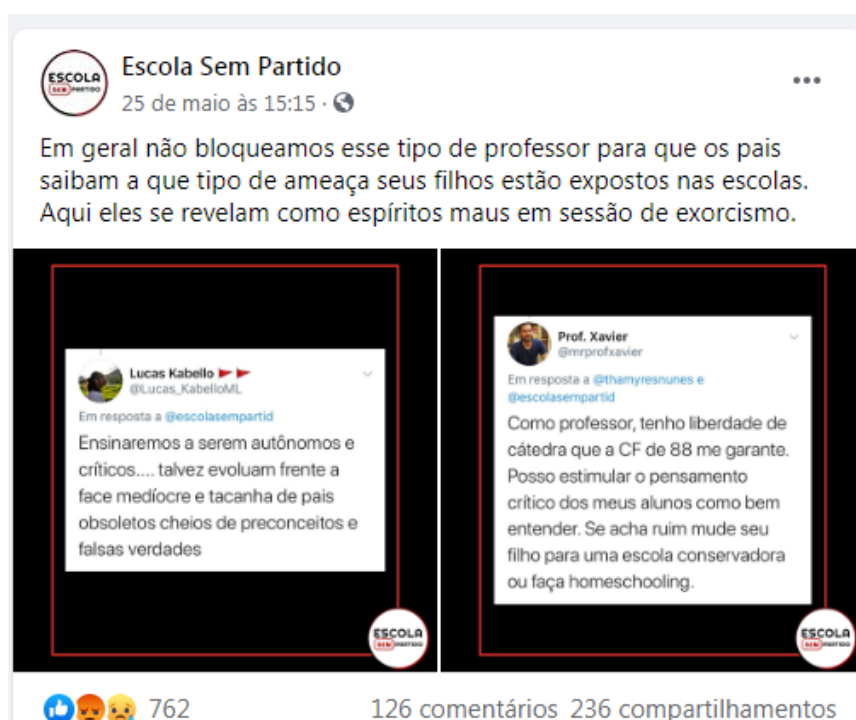 ESCOLA
SEM PARTIDO
Escola Sem Partido
25 de maio às 15:15 ·
Em geral não bloqueamos esse tipo de professor para que os pais
saibam a que tipo de ameaça seus filhos estão expostos nas escolas.
Aqui eles se revelam como espíritos maus em sessão de exorcismo.
Lucas Kabello
@Lucas_KabelloML
Em resposta a @escolasempartid
Ensinaremos a serem autônomos e
críticos.... talvez evoluam frente a
face medíocre e tacanha de pais
obsoletos cheios de preconceitos e
falsas verdades
ESCOLA
SEM PARTIDO
Prof. Xavier
@mrprofxavier
Em resposta a @thamyresnunes e
@escolasempartid
Como professor, tenho liberdade de
cátedra que a CF de 88 me garante.
Posso estimular o pensamento
crítico dos meus alunos como bem
entender. Se acha ruim mude seu
filho para uma escola conservadora
ou faça homeschooling.
ESCOLA
SEM PARTIDO
762
126 comentários 236 compartilhamentos